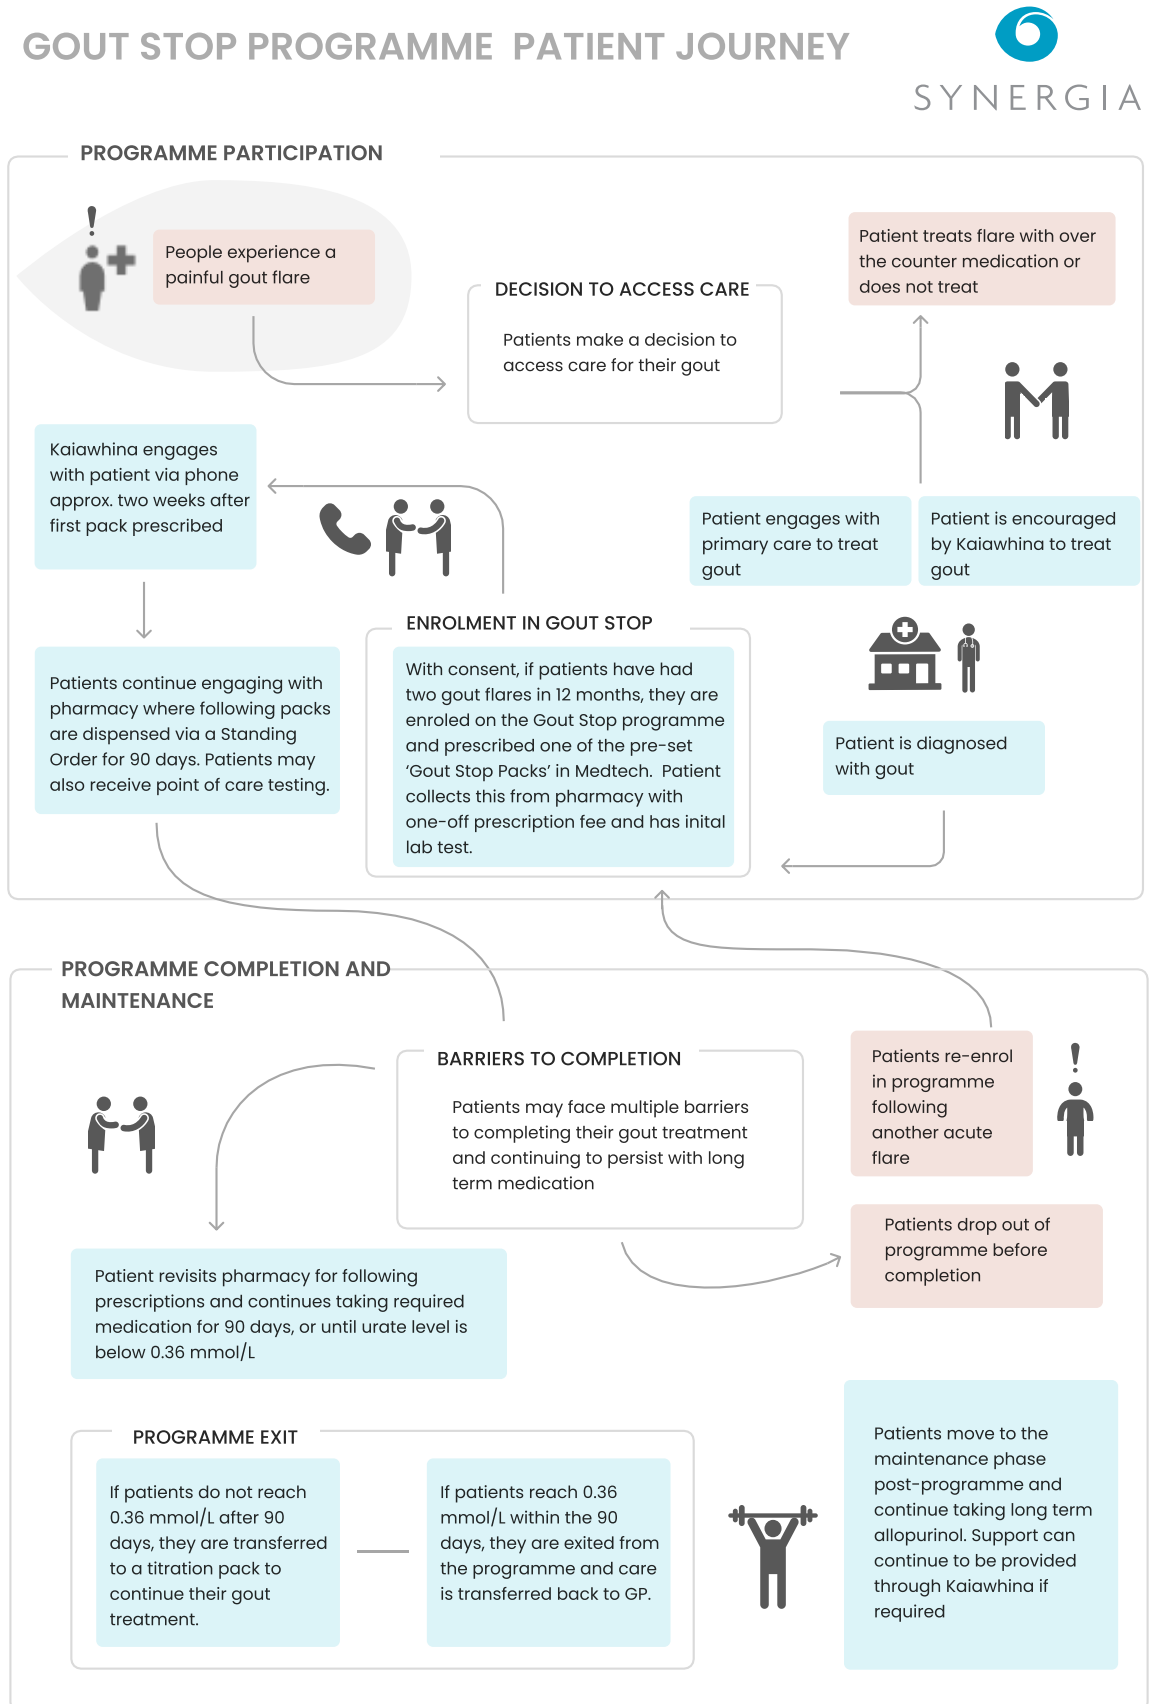 GOUT STOP PROGRAMME PATIENT JOURNEY
SYNERGIA
PROGRAMME PARTICIPATION
!
People experience a
painful gout flare
DECISION TO ACCESS CARE
Patients make a decision to
access care for their gout
Patient treats flare with over
the counter medication or
does not treat
Patient engages with
primary care to treat
gout
Patient is encouraged
by Kaiawhina to treat
gout
Patient is diagnosed
with gout
ENROLMENT IN GOUT STOP
With consent, if patients have had
two gout flares in 12 months, they are
enroled on the Gout Stop programme
and prescribed one of the pre-set
‘Gout Stop Packs’ in Medtech. Patient
collects this from pharmacy with
one-off prescription fee and has inital
lab test.
Kaiawhina engages
with patient via phone
approx. two weeks after
first pack prescribed
Patients continue engaging with
pharmacy where following packs
are dispensed via a Standing
Order for 90 days. Patients may
also receive point of care testing.
PROGRAMME COMPLETION AND
MAINTENANCE
BARRIERS TO COMPLETION
Patients may face multiple barriers
to completing their gout treatment
and continuing to persist with long
term medication
Patients re-enrol
in programme
following
another acute
flare
!
Patients drop out of
programme before
completion
Patient revisits pharmacy for following
prescriptions and continues taking required
medication for 90 days, or until urate level is
below 0.36 mmol/L
PROGRAMME EXIT
If patients do not reach
0.36 mmol/L after 90
days, they are transferred
to a titration pack to
continue their gout
treatment.
If patients reach 0.36
mmol/L within the 90
days, they are exited from
the programme and care
is transferred back to GP.
Patients move to the
maintenance phase
post-programme and
continue taking long term
allopurinol. Support can
continue to be provided
through Kaiawhina if
required